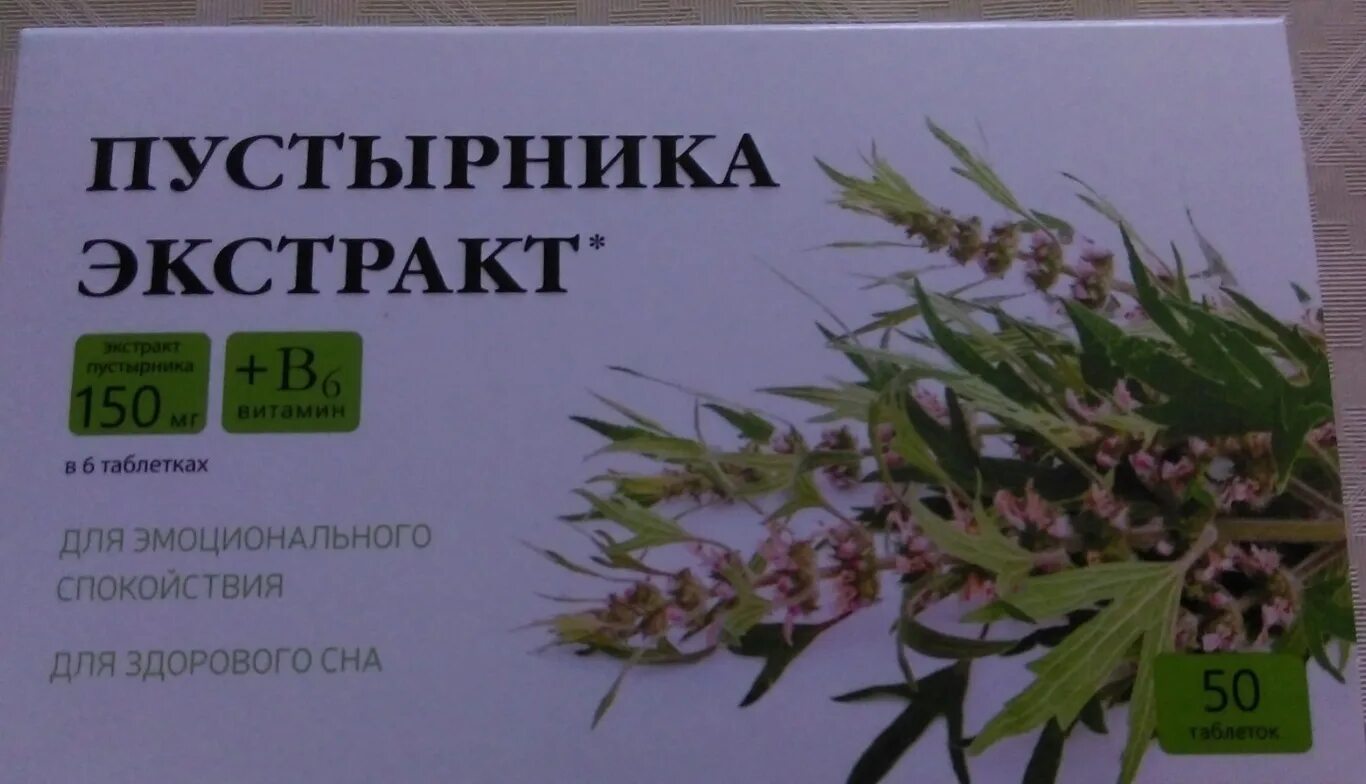 ПУСТЫРНИКА
ЭКСТРАКТ*
экстракт
пустырника
150 мг
+B6
витамин
в 6 таблетках
ДЛЯ ЭМОЦИОНАЛЬНОГО
СПОКОЙСТВИЯ
ДЛЯ ЗДОРОВОГО СНА
50
таблеток